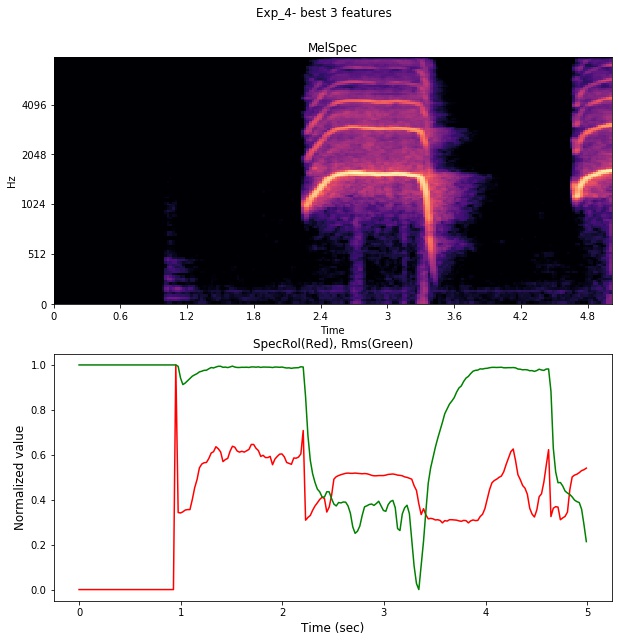 Exp_4- best 3 features
MelSpec
4096
2048
1024
512
0
Hz
0 0.6 1.2 1.8 2.4 3 3.6 4.2 4.8
Time
SpecRol(Red), Rms(Green)
1.0
0.8
0.6
0.4
0.2
0.0
Normalized value
0 1 2 3 4 5
Time (sec)